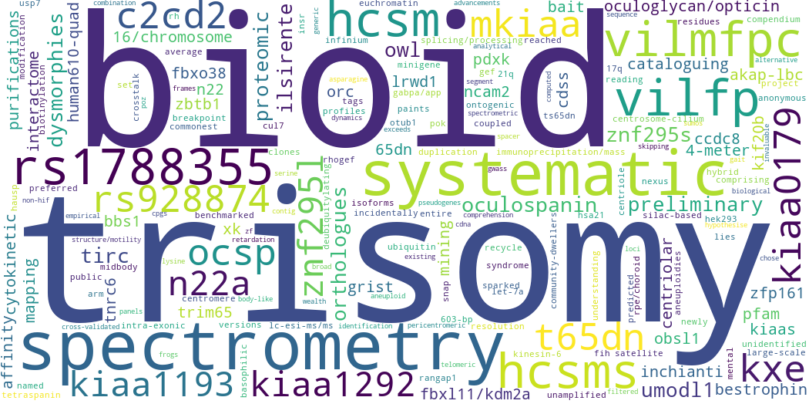 usp7 combination c2cd2 rh euchromatin advancements bait oculoglycan/opticin
insr generic hcsm splicing/processing reached residues sequence compendium
purifications modification interactome biotinylation dysmorphies human610-quad 16/chromosome proteomic ilsirente infinium mkiaa analytical vilmfpc alternative
average bioid owl minigene pdxk 17q cataloguing
crosstalk set fbxo38 n22 gabpa/app gef 21q segment computed cdss reading akap-lbc project
asparagine frames zbtb1 orc tags lrwd1 ncam2 vilfp anonymous
poz dynamics breakpoint profiles paints ontogenic spectrometric ts65dn centrosome-cilium
commonest cul7 otub1 exceeds pok coupled spacer skipping znf295s ccdc8 kif20b invaluable kiaa0179
rs1788355 clones 65dn duplication immunoprecipitation/mass 4-meter
preferred serine rhogef gwass hybrid gait
hausp non-hif rs928874 contig znf295l deubiquitylating systematic centriole nexus comprising biological
bbs1 benchmarked isoforms pseudogenes oculospanin hsa21 preliminary
empirical cpgs xk zf incidentally entire cdna comprehension silac-based hek293 hypothesise
affinity cytokinetic structure/motility retardation trisomy orthologues existing lies
tirc ocsp ubiquitin mining recycle community-dwellers understanding predicted rpe/choroid loci centriolar aneuploidies
mapping public midbody lysine n22a broad grist syndrome chose zfp161
arm tnrc6 centromere body-like wealth snap sparked let-7a t65dn newly pfam
trim65 aneuploid 603-bp kiaas
panels cross-validated intra-exonic versions pericentromeric resolution obsl1 unidentified
lc-esi-ms/ms identification large-scale
spectrometry frogs telomeric kinesin-6 fih satellite mental kxe
named kiaa1193 basophilic kiaa1292 rangap1 hcsms inchianti
tetraspanin fbxl11/kdm2a unamplified filtered umodl1 bestrophin